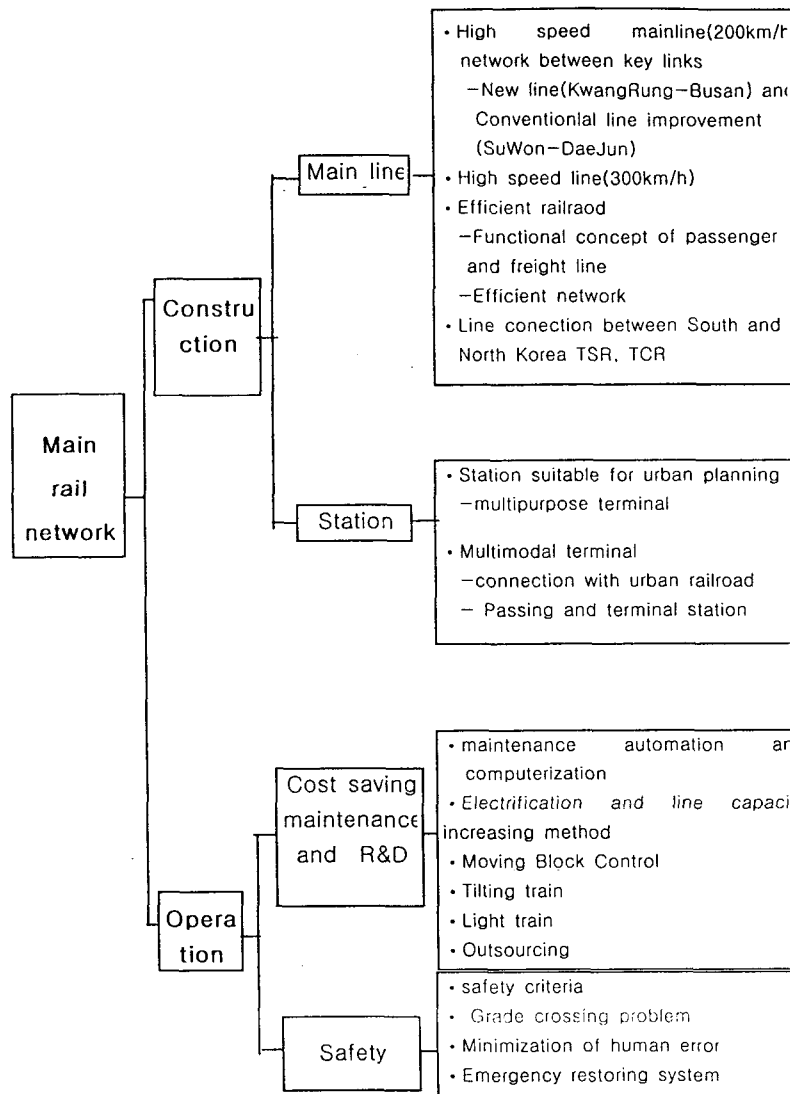 Main
rail
network
Constru
ction
Main line
• High speed mainline(200km/h
network between key links
–New line(KwangRung–Busan) and
Conventionlal line improvement
(SuWon–DaeJun)
• High speed line(300km/h)
• Efficient railraod
–Functional concept of passenger
and freight line
–Efficient network
• Line conection between South and
North Korea TSR, TCR
Station
• Station suitable for urban planning
–multipurpose terminal
• Multimodal terminal
–connection with urban railroad
– Passing and terminal station
Opera
tion
Cost saving
maintenance
and R&D
• maintenance automation an
computerization
• Electrification and line capaci
increasing method
• Moving Block Control
• Tilting train
• Light train
• Outsourcing
Safety
• safety criteria
• Grade crossing problem
• Minimization of human error
• Emergency restoring system